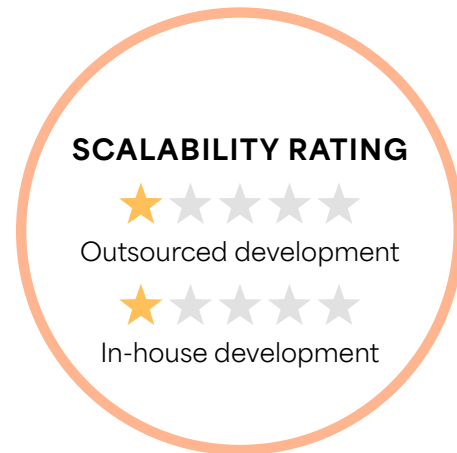 SCALABILITY RATING
Outsourced development
In-house development